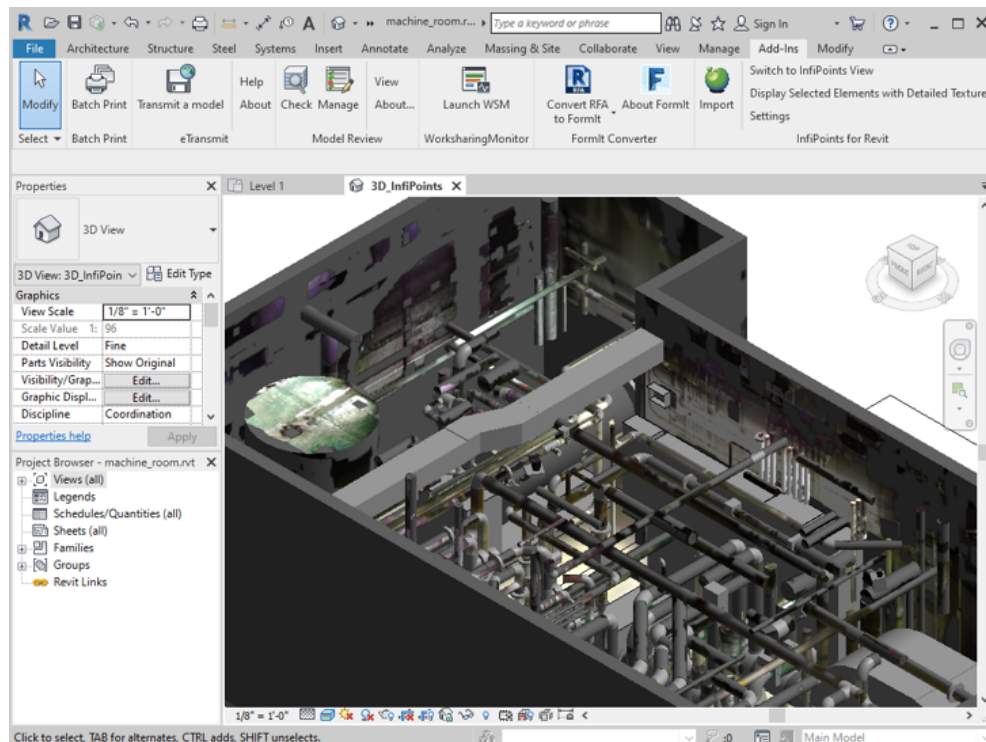 R machine_room.r... Type a keyword or phrase Sign In
File Architecture Structure Steel Systems Insert Annotate Analyze Massing & Site Collaborate View Manage Add-Ins Modify
Modify Batch Print Transmit a model Help About Check Manage View About... Launch WSM Convert RFA to FormIt About FormIt Import Switch to InfiPoints View
Display Selected Elements with Detailed Texture
Settings
Select Batch Print eTransmit Model Review WorksharingMonitor FormIt Converter InfiPoints for Revit
Properties Level 1 3D_InfiPoints
3D View
3D View: 3D_InfiPoin Edit Type
Graphics
View Scale 1/8" = 1'-0"
Scale Value 1: 96
Detail Level Fine
Parts Visibility Show Original
Visibility/Grap... Edit...
Graphic Displ... Edit...
Discipline Coordination
Properties help Apply
Project Browser - machine_room.rvt
Views (all)
Legends
Schedules/Quantities (all)
Sheets (all)
Families
Groups
Revit Links
TOP
RIGHT
1/8" = 1'-0"
Click to select, TAB for alternates, CTRL adds, SHIFT unselects. :0 Main Model